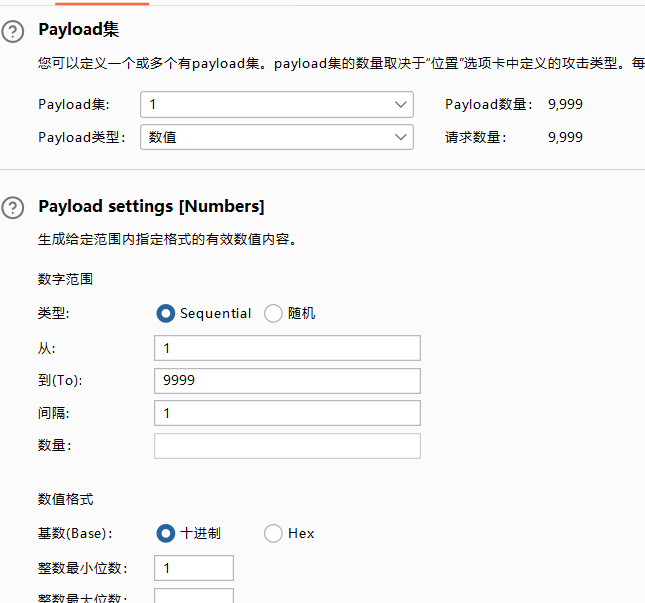 Payload集
您可以定义一个或多个有payload集。payload集的数量取决于“位置”选项卡中定义的攻击类型。每
Payload集: 1 Payload数量: 9,999
Payload类型: 数值 请求数量: 9,999
Payload settings [Numbers]
生成给定范围内指定格式的有效数值内容。
数字范围
类型: Sequential 随机
从: 1
到(To): 9999
间隔: 1
数量:
数值格式
基数(Base): 十进制 Hex
整数最小位数: 1
整数最大位数: